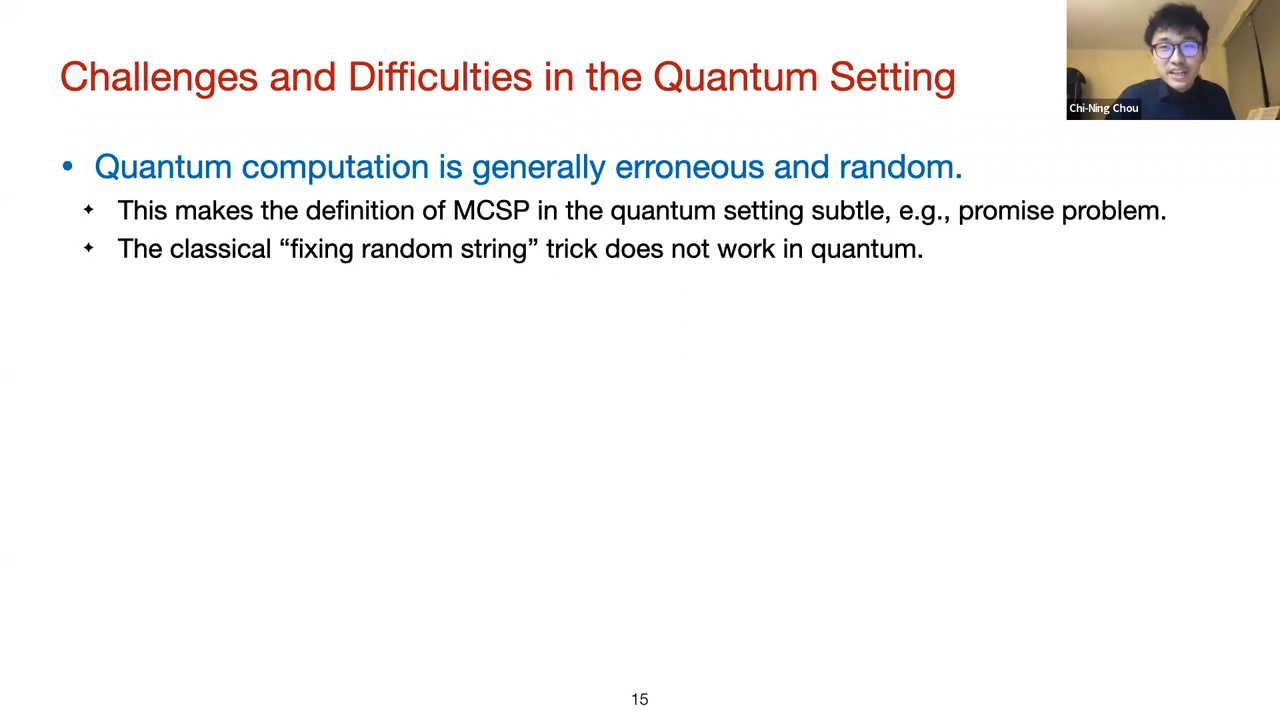 Challenges and Difficulties in the Quantum Setting
Chi-Ning Chou
• Quantum computation is generally erroneous and random.
✦ This makes the definition of MCSP in the quantum setting subtle, e.g., promise problem.
✦ The classical “fixing random string” trick does not work in quantum.
15